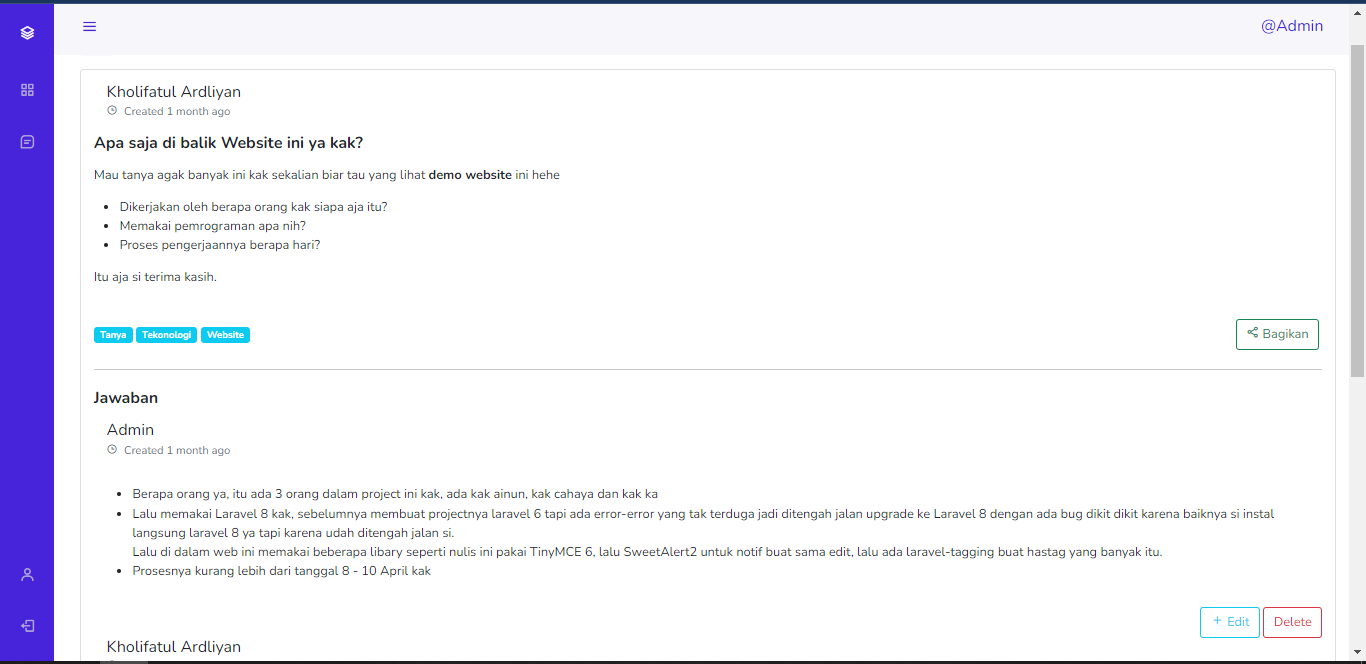 @Admin
Kholifatul Ardliyan
Created 1 month ago
Apa saja di balik Website ini ya kak?
Mau tanya agak banyak ini kak sekalian biar tau yang lihat demo website ini hehe
Dikerjakan oleh berapa orang kak siapa aja itu?
Memakai pemrograman apa nih?
Proses pengerjaannya berapa hari?
Itu aja si terima kasih.
Tanya Tekonologi Website
Bagikan
Jawaban
Admin
Created 1 month ago
Berapa orang ya, itu ada 3 orang dalam project ini kak, ada kak ainun, kak cahaya dan kak ka
Lalu memakai Laravel 8 kak, sebelumnya membuat projectnya laravel 6 tapi ada error-error yang tak terduga jadi ditengah jalan upgrade ke Laravel 8 dengan ada bug dikit dikit karena baiknya si instal
langsung laravel 8 ya tapi karena udah ditengah jalan si.
Lalu di dalam web ini memakai beberapa libary seperti nulis ini pakai TinyMCE 6, lalu SweetAlert2 untuk notif buat sama edit, lalu ada laravel-tagging buat hastag yang banyak itu.
Prosesnya kurang lebih dari tanggal 8 - 10 April kak
+ Edit
Delete
Kholifatul Ardliyan